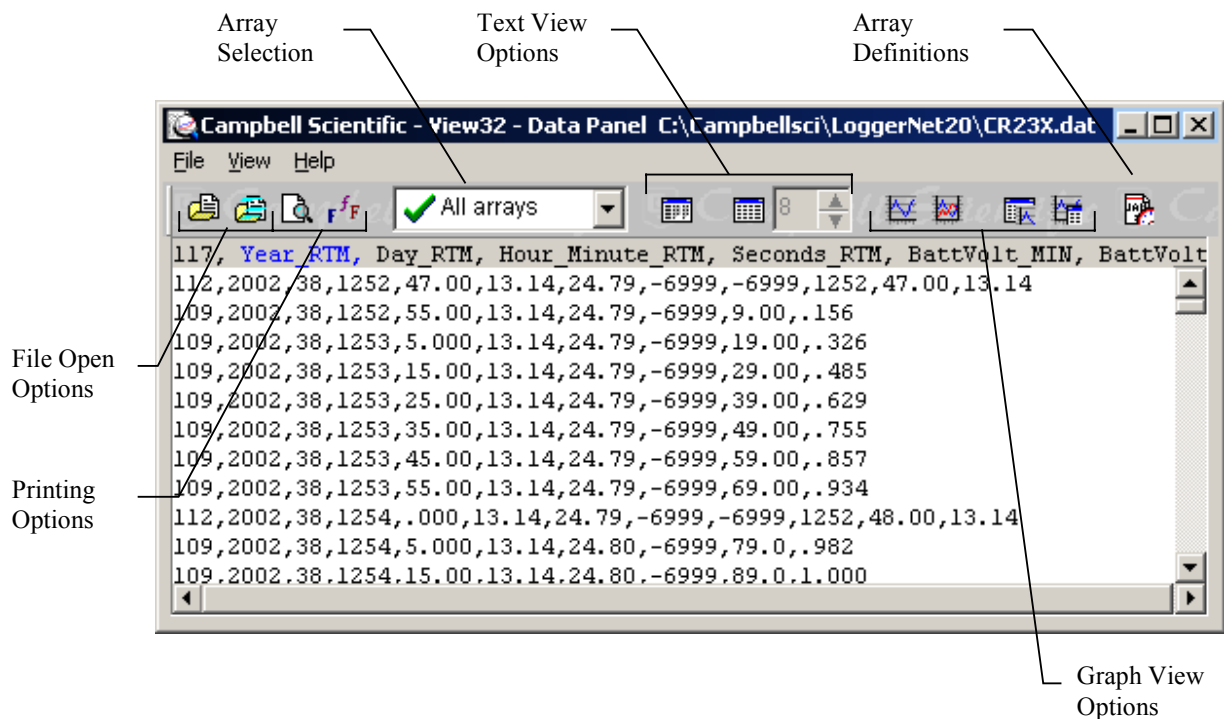 Array
Selection
Text View
Options
Array
Definitions
Campbell Scientific - View32 - Data Panel C:\Campbellsci\LoggerNet20\CR23X.dat
File View Help
All arrays
8
117, Year_RTM, Day_RTM, Hour_Minute_RTM, Seconds_RTM, BattVolt_MIN, BattVolt
112,2002,38,1252,47.00,13.14,24.79,-6999,-6999,1252,47.00,13.14
109,2002,38,1252,55.00,13.14,24.79,-6999,9.00,.156
109,2002,38,1253,5.000,13.14,24.79,-6999,19.00,.326
109,2002,38,1253,15.00,13.14,24.79,-6999,29.00,.485
109,2002,38,1253,25.00,13.14,24.79,-6999,39.00,.629
109,2002,38,1253,35.00,13.14,24.79,-6999,49.00,.755
109,2002,38,1253,45.00,13.14,24.79,-6999,59.00,.857
109,2002,38,1253,55.00,13.14,24.79,-6999,69.00,.934
112,2002,38,1254,.000,13.14,24.79,-6999,-6999,1252,48.00,13.14
109,2002,38,1254,5.000,13.14,24.80,-6999,79.0,.982
109,2002,38,1254,15.00,13.14,24.80,-6999,89.0,1.000
File Open
Options
Printing
Options
Graph View
Options